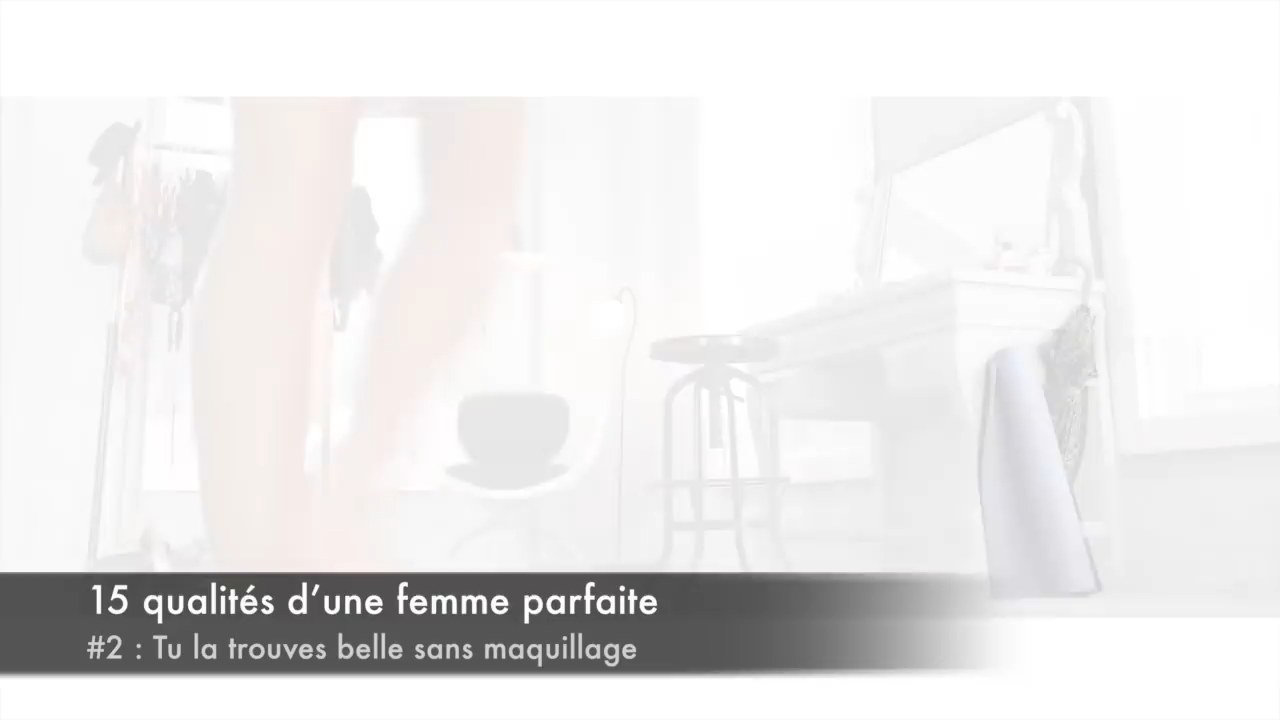 15 qualités d’une femme parfaite
#2 : Tu la trouves belle sans maquillage